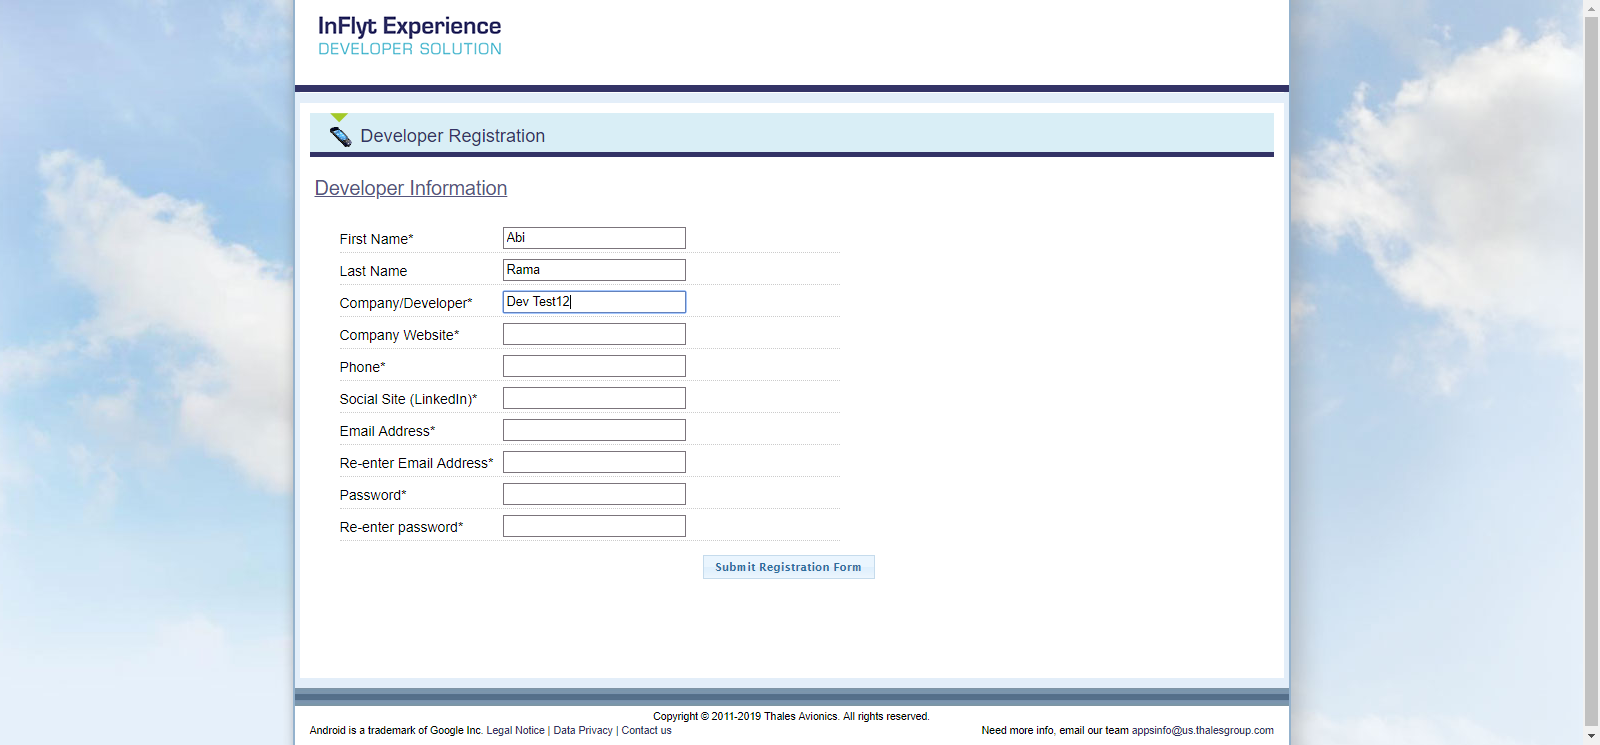 InFlyt Experience
DEVELOPER SOLUTION
Developer Registration
Developer Information
First Name* Abi
Last Name Rama
Company/Developer* Dev Test12
Company Website*
Phone*
Social Site (LinkedIn)*
Email Address*
Re-enter Email Address*
Password*
Re-enter password*
Submit Registration Form
Copyright © 2011-2019 Thales Avionics. All rights reserved.
Android is a trademark of Google Inc. Legal Notice | Data Privacy | Contact us Need more info, email our team appsinfo@us.thalesgroup.com